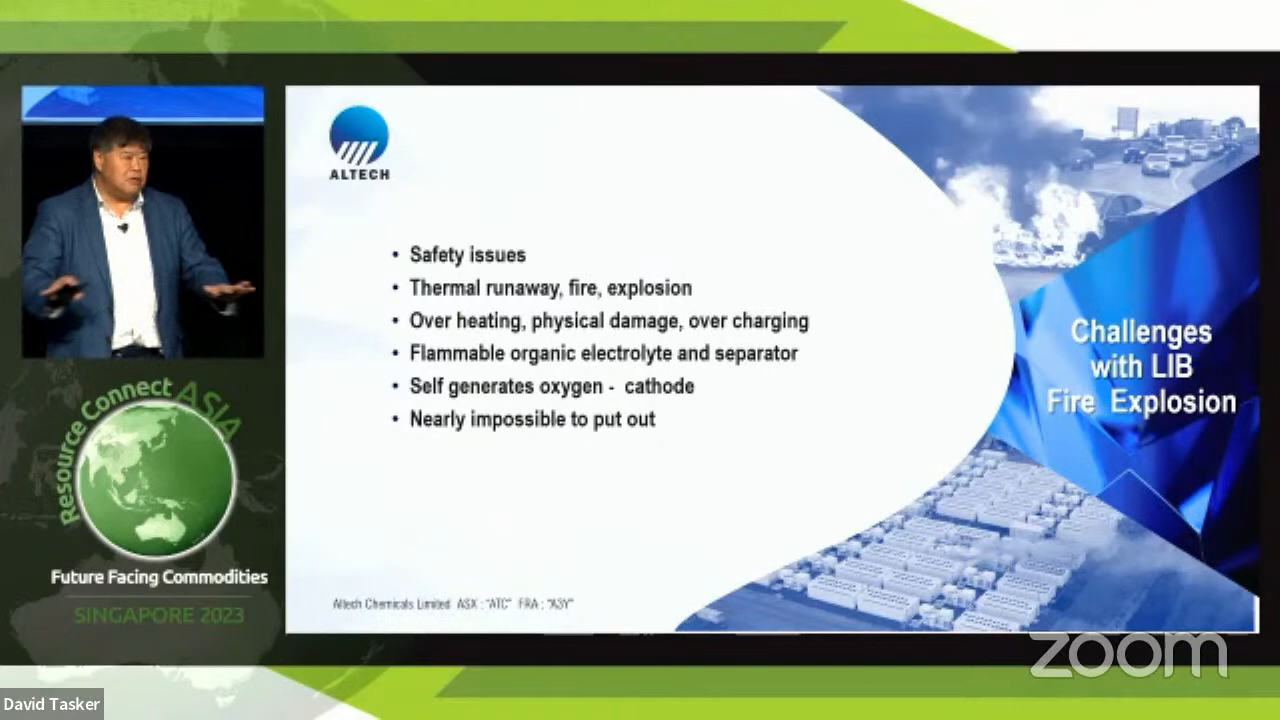 ALTECH
• Safety issues
• Thermal runaway, fire, explosion
• Over heating, physical damage, over charging
• Flammable organic electrolyte and separator
• Self generates oxygen - cathode
• Nearly impossible to put out
Challenges
with LIB
Fire Explosion
Altech Chemicals Limited ASX : "ATC" FRA : "A3Y"
Resource Connect ASIA
Future Facing Commodities
SINGAPORE 2023
zoom
David Tasker